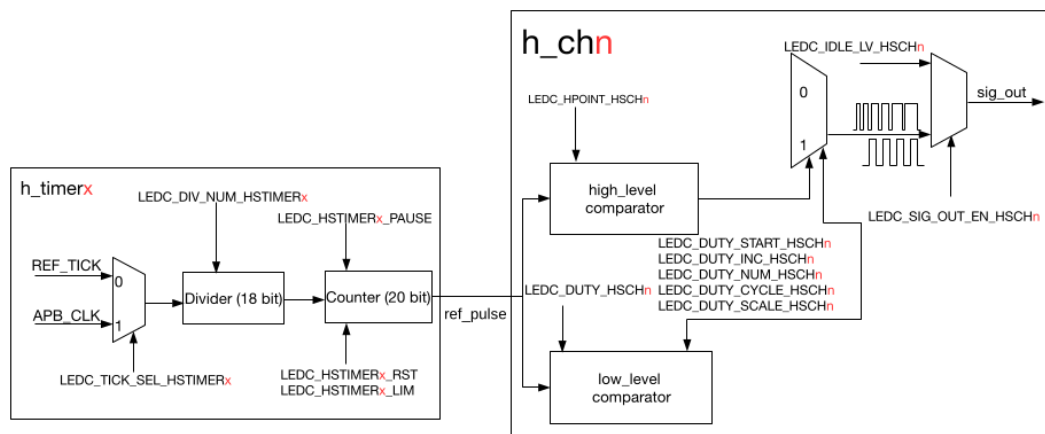 h_chn
LEDC_IDLE_LV_HSCHn
0
1
sig_out
LEDC_HPOINT_HSCHn
high_level
comparator
LEDC_SIG_OUT_EN_HSCHn
h_timerx
LEDC_DIV_NUM_HSTIMERx
LEDC_HSTIMERx_PAUSE
REF_TICK
0
APB_CLK
1
Divider (18 bit)
Counter (20 bit)
ref_pulse
LEDC_TICK_SEL_HSTIMERx
LEDC_HSTIMERx_RST
LEDC_HSTIMERx_LIM
LEDC_DUTY_START_HSCHn
LEDC_DUTY_INC_HSCHn
LEDC_DUTY_NUM_HSCHn
LEDC_DUTY_CYCLE_HSCHn
LEDC_DUTY_SCALE_HSCHn
LEDC_DUTY_HSCHn
low_level
comparator